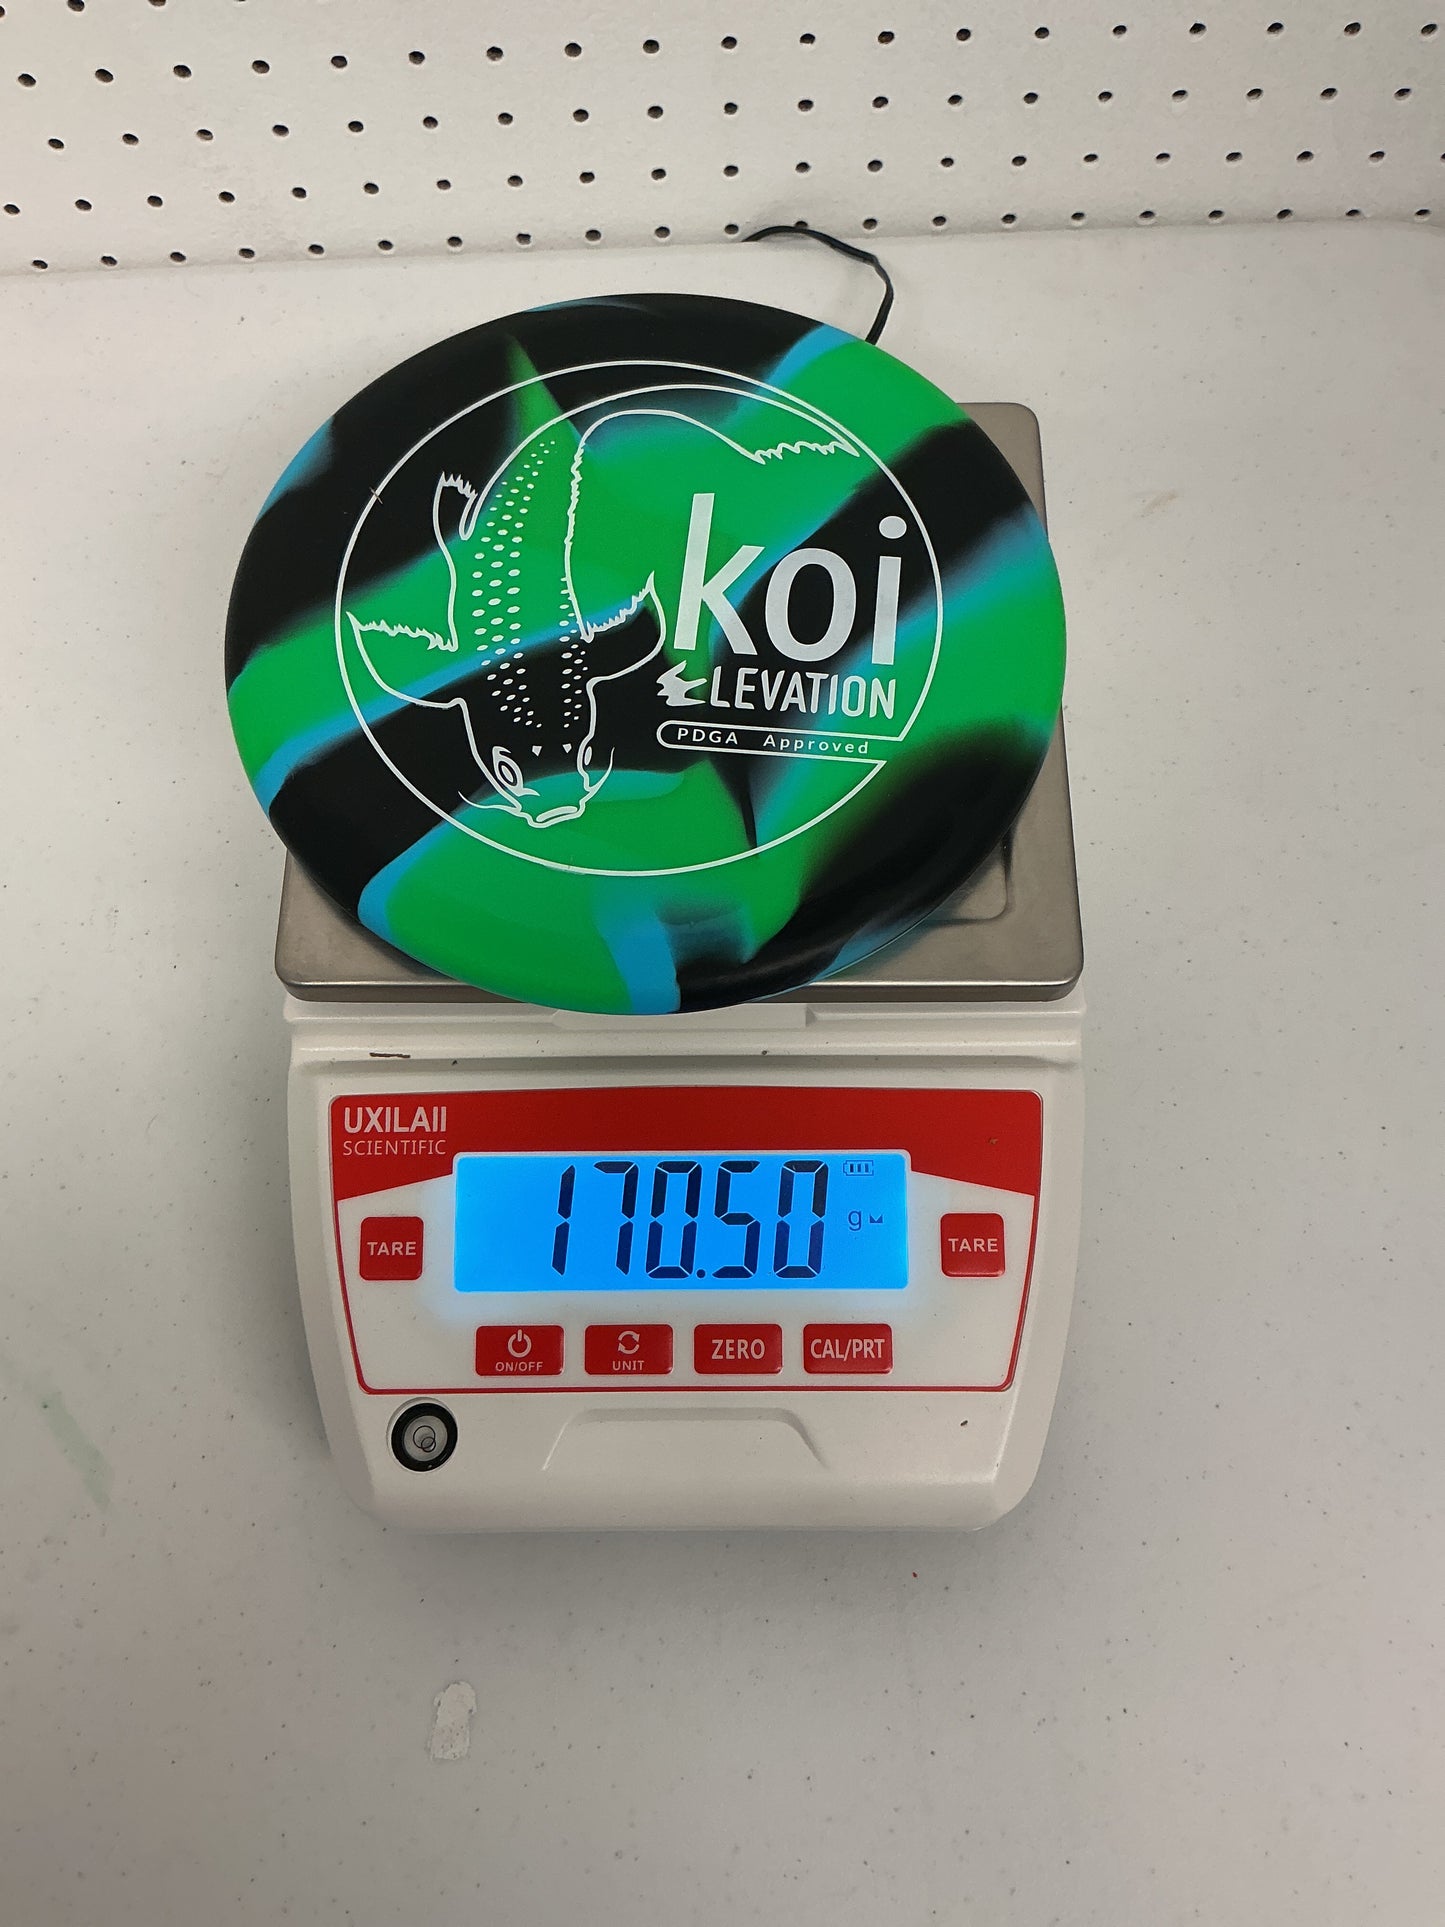 koi
ELEVATION
PDGA Approved
UXILAII
SCIENTIFIC
170.50
g
TARE
TARE
ON/OFF
UNIT
ZERO
CAL/PRT